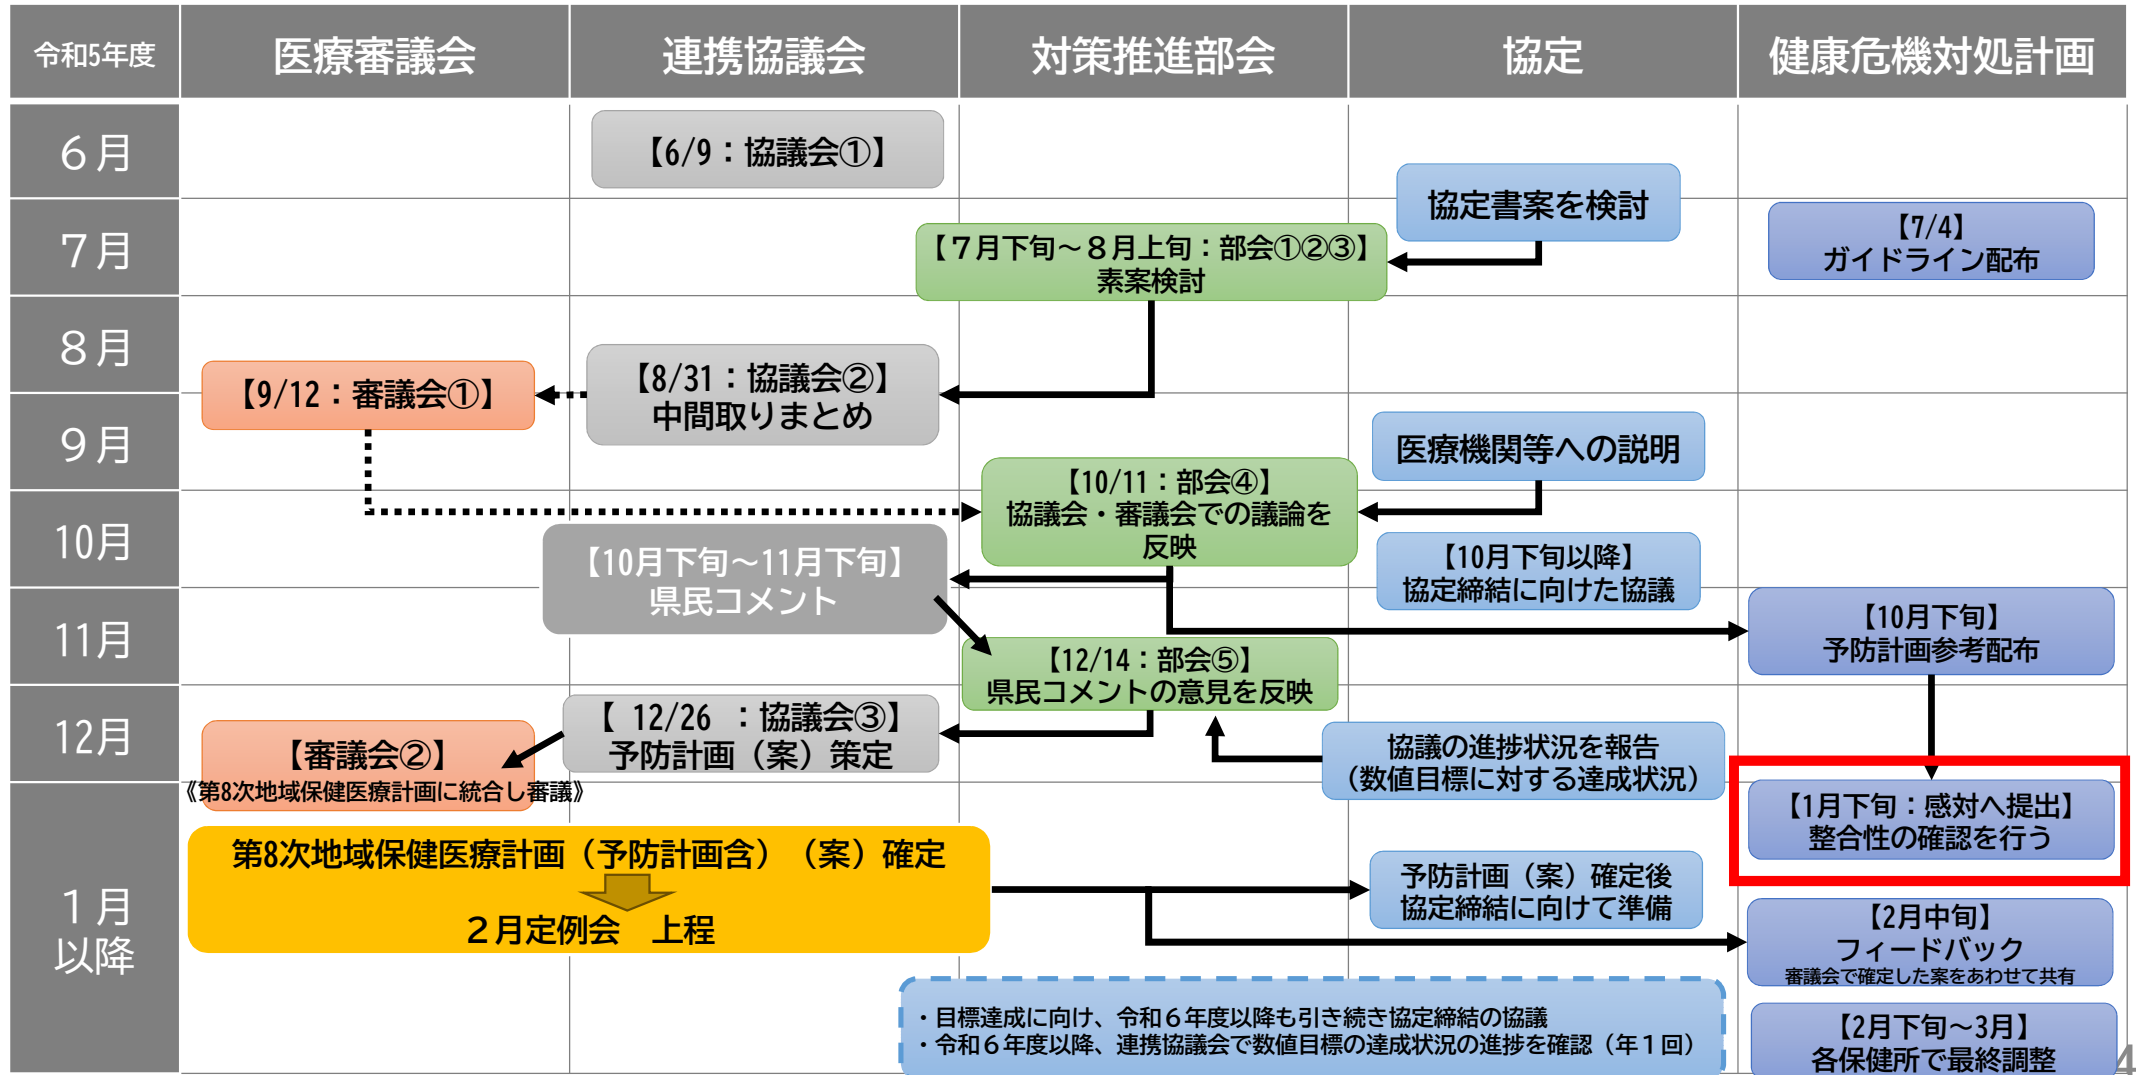 令和5年度
医療審議会
連携協議会
対策推進部会
協定
健康危機対処計画
６月
【6/9：協議会①】
協定書案を検討
７月
【７月下旬～８月上旬：部会①②③】
素案検討
【7/4】
ガイドライン配布
８月
【9/12：審議会①】
【8/31：協議会②】
中間取りまとめ
９月
医療機関等への説明
【10/11：部会④】
協議会・審議会での議論を
反映
10月
【10月下旬～11月下旬】
県民コメント
【10月下旬以降】
協定締結に向けた協議
11月
【10月下旬】
予防計画参考配布
【12/14：部会⑤】
県民コメントの意見を反映
12月
【審議会②】
《第8次地域保健医療計画に統合し審議》
【 12/26 ：協議会③】
予防計画（案）策定
協議の進捗状況を報告
（数値目標に対する達成状況）
【1月下旬：感対へ提出】
整合性の確認を行う
１月
以降
第8次地域保健医療計画（予防計画含）（案）確定
２月定例会　上程
予防計画（案）確定後
協定締結に向けて準備
【2月中旬】
フィードバック
審議会で確定した案をあわせて共有
・目標達成に向け、令和６年度以降も引き続き協定締結の協議
・令和６年度以降、連携協議会で数値目標の達成状況の進捗を確認（年１回）
【2月下旬～3月】
各保健所で最終調整
4